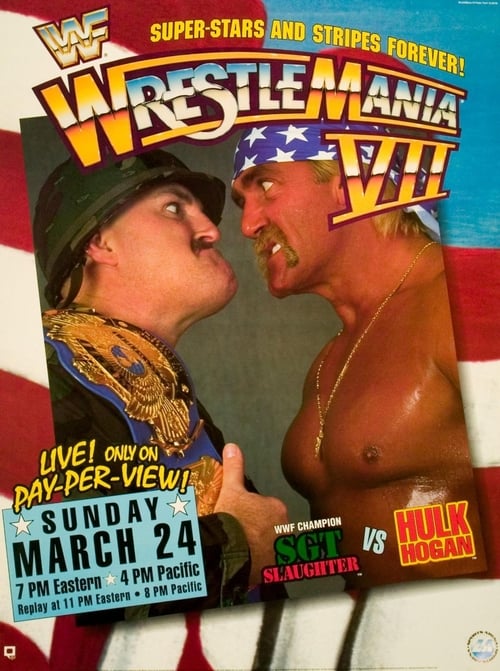 WWF
SUPER-STARS AND STRIPES FOREVER!
WRESTLEMANIA
VII
LIVE! ONLY ON
PAY-PER-VIEW!
SUNDAY
MARCH 24
7 PM Eastern ★ 4 PM Pacific
Replay at 11 PM Eastern • 8 PM Pacific
WWF CHAMPION
SGT
SLAUGHTER
VS
HULK
HOGAN